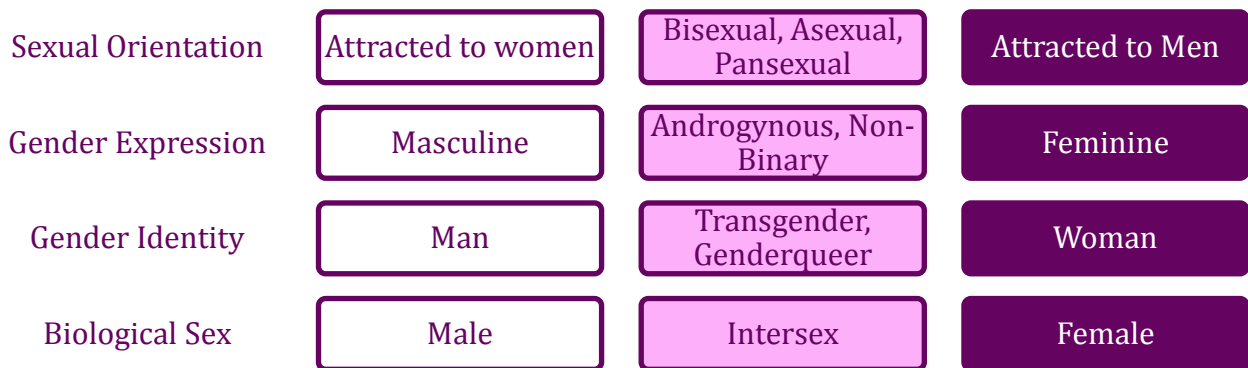 Sexual Orientation
Attracted to women
Bisexual, Asexual,
Pansexual
Attracted to Men
Gender Expression
Masculine
Androgynous, Non-
Binary
Feminine
Gender Identity
Man
Transgender,
Genderqueer
Woman
Biological Sex
Male
Intersex
Female